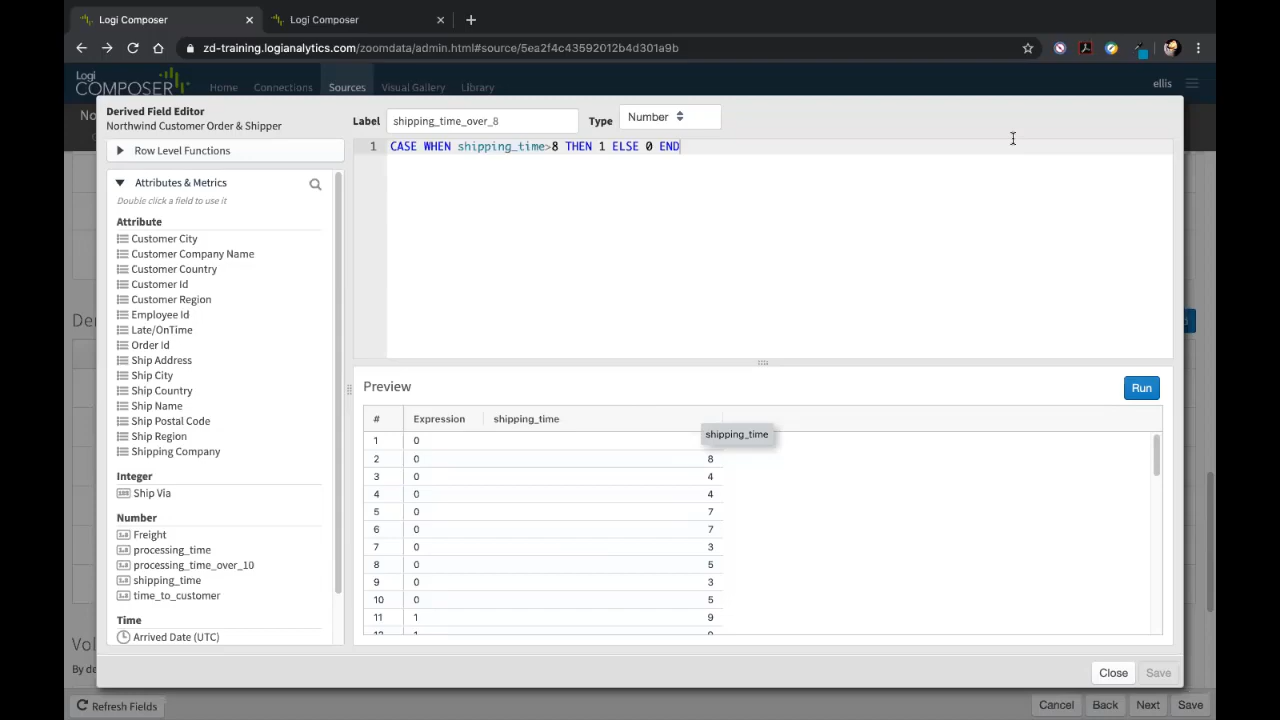 Logi Composer
Logi Composer
zd-training.logianalytics.com/zoomdata/admin.html#source/5ea2f4c43592012b4d301a9b
Logi
COMPOSER
Home
Connections
Sources
Visual Gallery
Library
ellis
No
Derived Field Editor
Northwind Customer Order & Shipper
Label
shipping_time_over_8
Type
Number
Row Level Functions
1 CASE WHEN shipping_time>8 THEN 1 ELSE 0 END
Attributes & Metrics
Double click a field to use it
Attribute
Customer City
Customer Company Name
Customer Country
Customer Id
Customer Region
Employee Id
Late/OnTime
Order Id
Ship Address
Ship City
Ship Country
Ship Name
Ship Postal Code
Ship Region
Shipping Company
Integer
Ship Via
Number
Freight
processing_time
processing_time_over_10
shipping_time
time_to_customer
Time
Arrived Date (UTC)
De
Vol
By de
Preview
Run
# Expression shipping_time
shipping_time
1 0
2 0 8
3 0 4
4 0 4
5 0 7
6 0 7
7 0 3
8 0 5
9 0 3
10 0 5
11 1 9
Close
Save
Refresh Fields
Cancel
Back
Next
Save